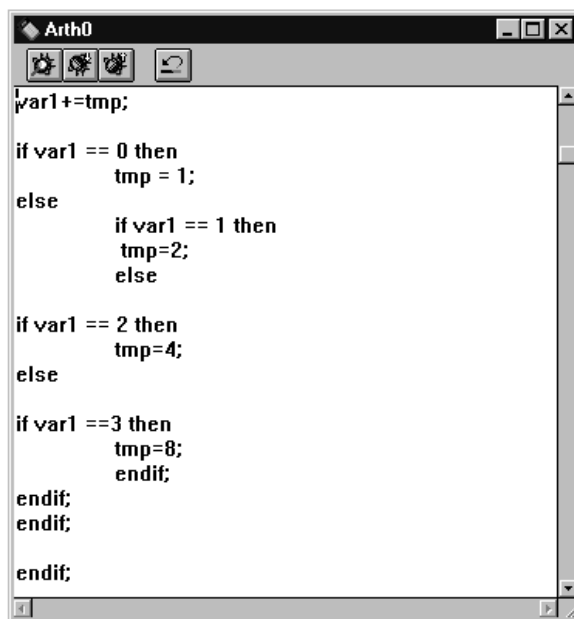 Arth0
var1+=tmp;
if var1 == 0 then
tmp = 1;
else
if var1 == 1 then
tmp=2;
else
if var1 == 2 then
tmp=4;
else
if var1 ==3 then
tmp=8;
endif;
endif;
endif;
endif;